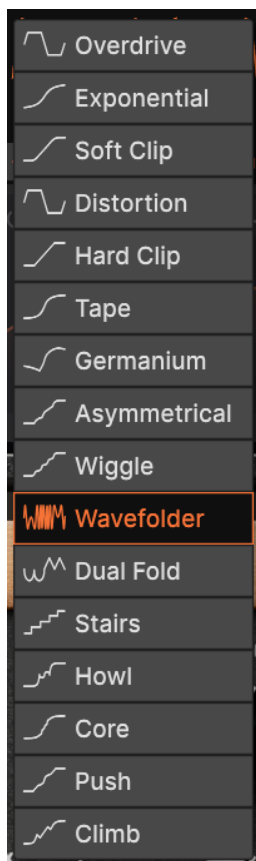 Overdrive
Exponential
Soft Clip
Distortion
Hard Clip
Tape
Germanium
Asymmetrical
Wiggle
Wavefolder
Dual Fold
Stairs
Howl
Core
Push
Climb